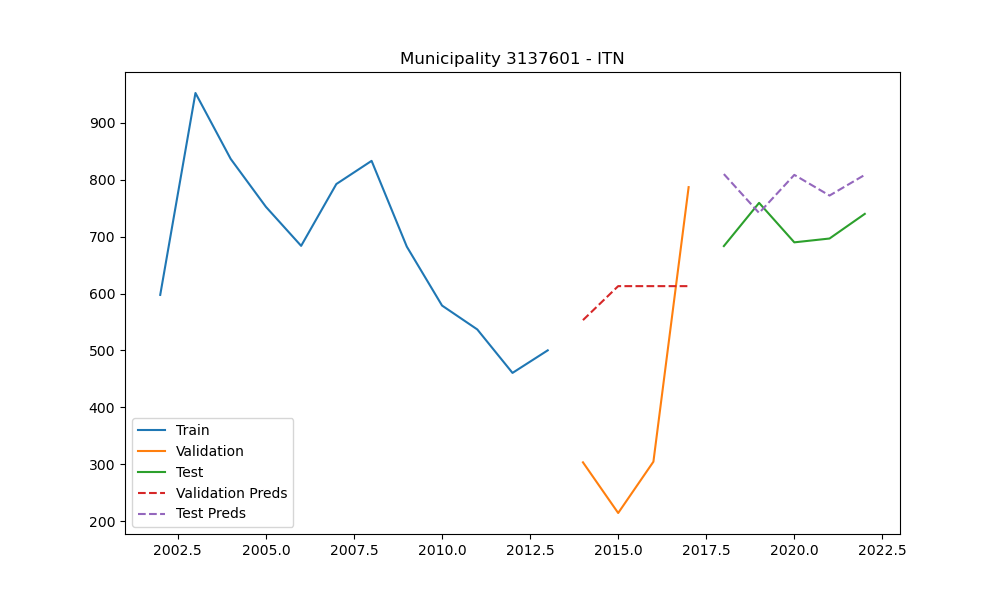 Municipality 3137601 - ITN
900
800
700
600
500
400
300
200
Train
Validation
Test
Validation Preds
Test Preds
2002.5 2005.0 2007.5 2010.0 2012.5 2015.0 2017.5 2020.0 2022.5